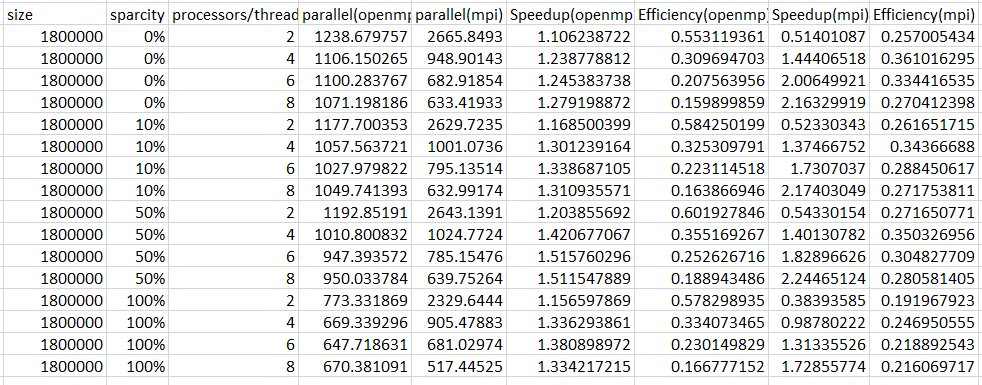 size sparcity processors/thread parallel(openmp parallel(mpi) Speedup(openmp Efficiency(openmp) Speedup(mpi) Efficiency(mpi)
1800000 0% 2 1238.679757 2665.8493 1.106238722 0.553119361 0.51401087 0.257005434
1800000 0% 4 1106.150265 948.90143 1.238778812 0.309694703 1.44406518 0.361016295
1800000 0% 6 1100.283767 682.91854 1.245383738 0.207563956 2.00649921 0.334416535
1800000 0% 8 1071.198186 633.41933 1.279198872 0.159899859 2.16329919 0.270412398
1800000 10% 2 1177.700353 2629.7235 1.168500399 0.584250199 0.52330343 0.261651715
1800000 10% 4 1057.563721 1001.0736 1.301239164 0.325309791 1.37466752 0.34366688
1800000 10% 6 1027.979822 795.13514 1.338687105 0.223114518 1.7307037 0.288450617
1800000 10% 8 1049.741393 632.99174 1.310935571 0.163866946 2.17403049 0.271753811
1800000 50% 2 1192.85191 2643.1391 1.203855692 0.601927846 0.54330154 0.271650771
1800000 50% 4 1010.800832 1024.7724 1.420677067 0.355169267 1.40130782 0.350326956
1800000 50% 6 947.393572 785.15476 1.515760296 0.252626716 1.82896626 0.304827709
1800000 50% 8 950.033784 639.75264 1.511547889 0.188943486 2.24465124 0.280581405
1800000 100% 2 773.331869 2329.6444 1.156597869 0.578298935 0.38393585 0.191967923
1800000 100% 4 669.339296 905.47883 1.336293861 0.334073465 0.98780222 0.246950555
1800000 100% 6 647.718631 681.02974 1.380898972 0.230149829 1.31335526 0.218892543
1800000 100% 8 670.381091 517.44525 1.334217215 0.166777152 1.72855774 0.216069717